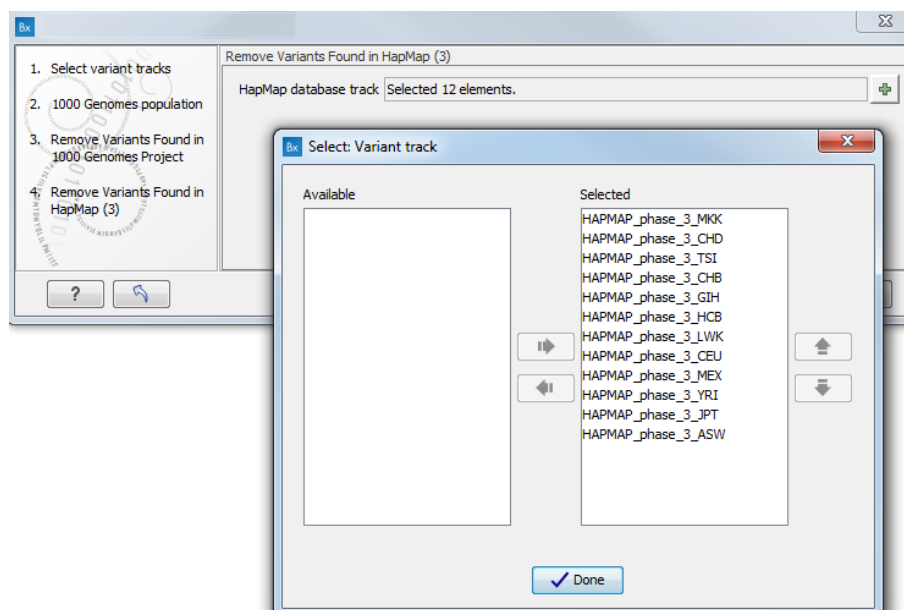 Bx
Remove Variants Found in HapMap (3)
1. Select variant tracks
2. 1000 Genomes population
3. Remove Variants Found in
1000 Genomes Project
4. Remove Variants Found in
HapMap (3)
HapMap database track Selected 12 elements.
?
Bx Select: Variant track
Available
Selected
HAPMAP_phase_3_MKK
HAPMAP_phase_3_CHD
HAPMAP_phase_3_TSI
HAPMAP_phase_3_CHB
HAPMAP_phase_3_GIH
HAPMAP_phase_3_HCB
HAPMAP_phase_3_LWK
HAPMAP_phase_3_CEU
HAPMAP_phase_3_MEX
HAPMAP_phase_3_YRI
HAPMAP_phase_3_JPT
HAPMAP_phase_3_ASW
Done